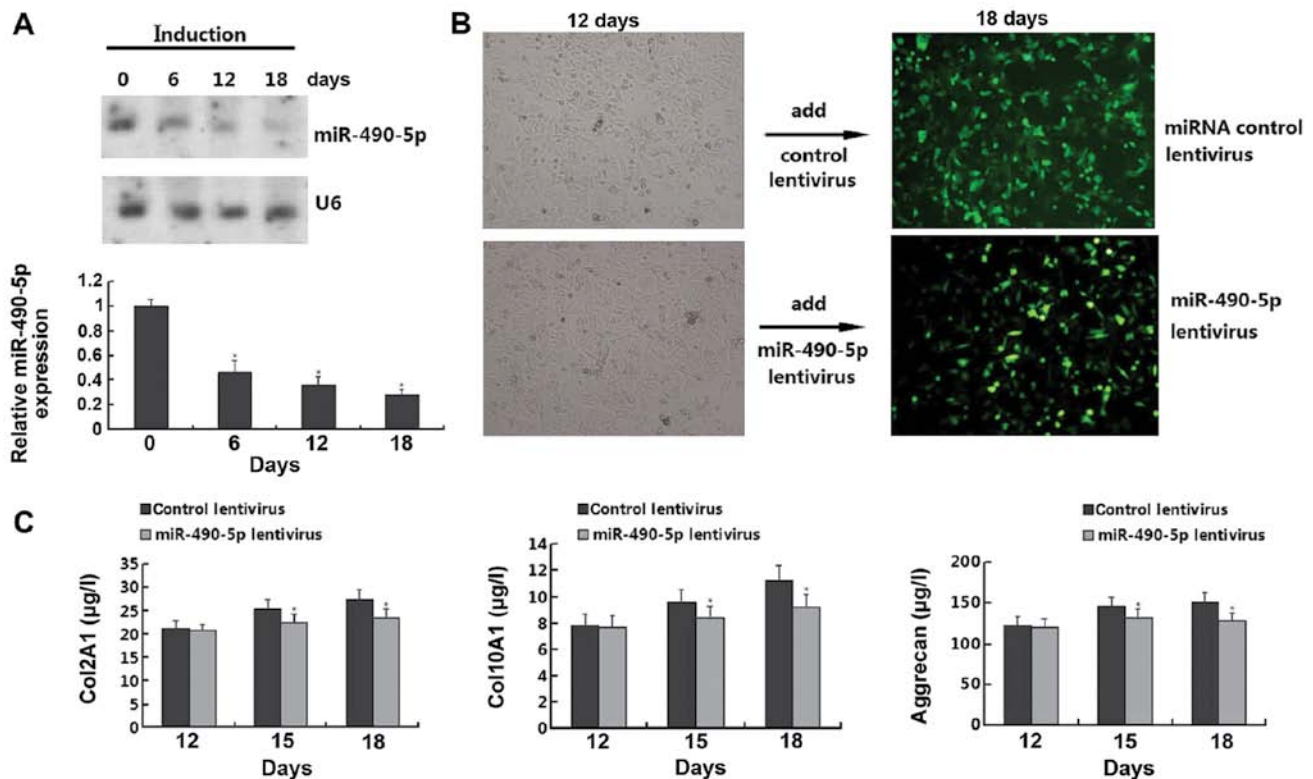 A
Induction
0 6 12 18 days
miR-490-5p
U6
Relative miR-490-5p
expression
1.2
1
0.8
0.6
0.4
0.2
0
*
*
*
0 6 12 18
Days
B
12 days
18 days
add
control
lentivirus
miRNA control
lentivirus
add
miR-490-5p
lentivirus
miR-490-5p
lentivirus
C
Control lentivirus
miR-490-5p lentivirus
Col2A1 (µg/l)
35
30
25
20
15
10
5
0
*
*
12 15 18
Days
Control lentivirus
miR-490-5p lentivirus
Col10A1 (µg/l)
14
12
10
8
6
4
2
0
*
*
12 15 18
Days
Control lentivirus
miR-490-5p lentivirus
Aggrecan (µg/l)
200
150
100
50
0
*
*
12 15 18
Days